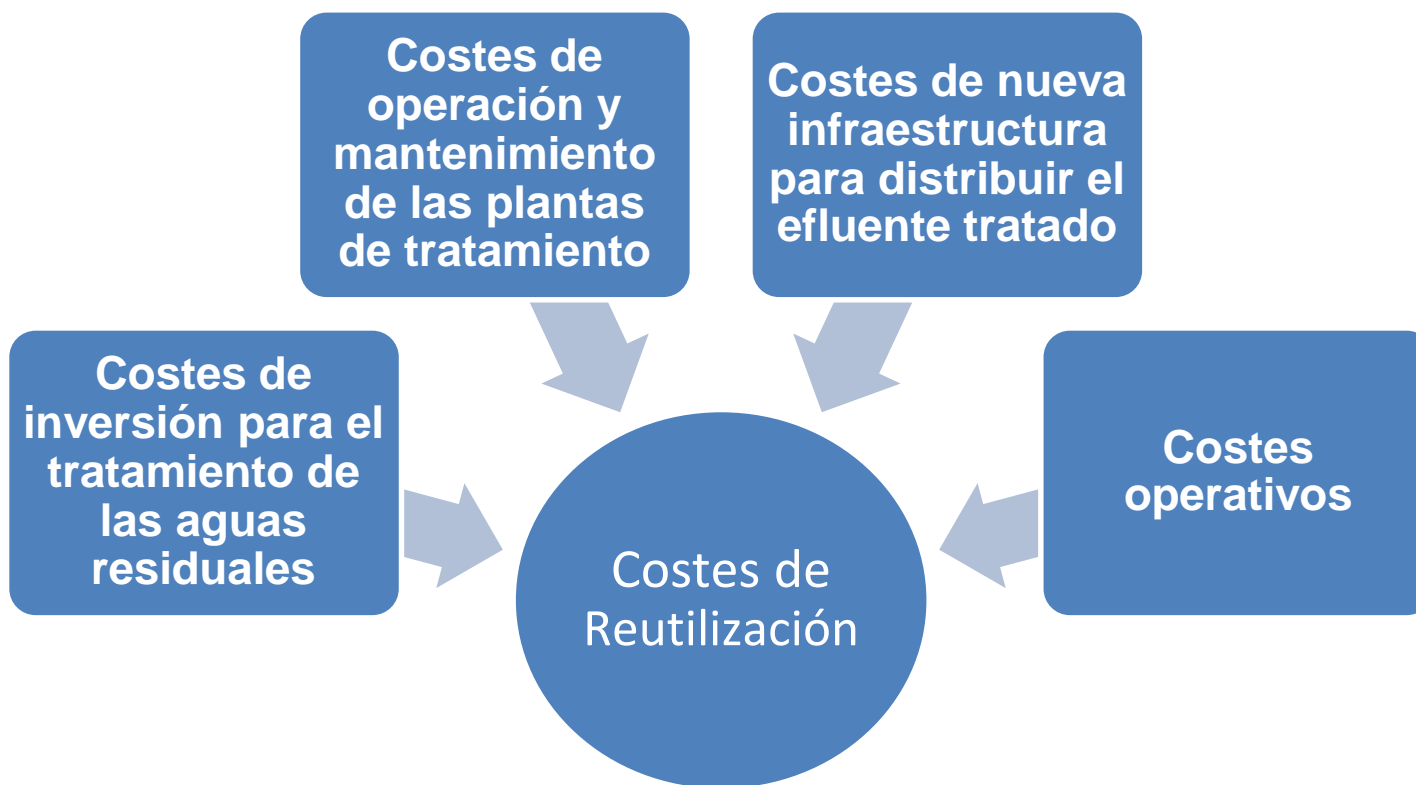 Costes de
operación y
mantenimiento
de las plantas
de tratamiento
Costes de nueva
infraestructura
para distribuir el
efluente tratado
Costes de
inversión para el
tratamiento de
las aguas
residuales
Costes
operativos
Costes de
Reutilización